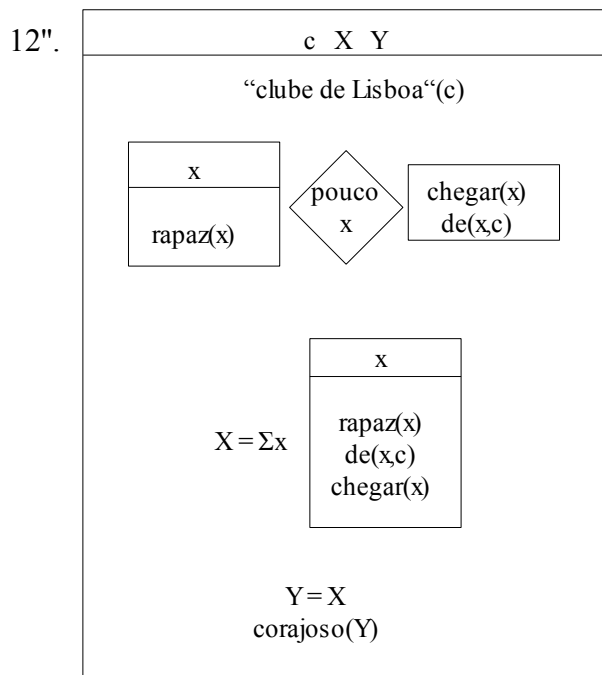 12".
c X Y
“clube de Lisboa“(c)
x
rapaz(x)
pouco
x
chegar(x)
de(x,c)
X = Σx
x
rapaz(x)
de(x,c)
chegar(x)
Y = X
corajoso(Y)